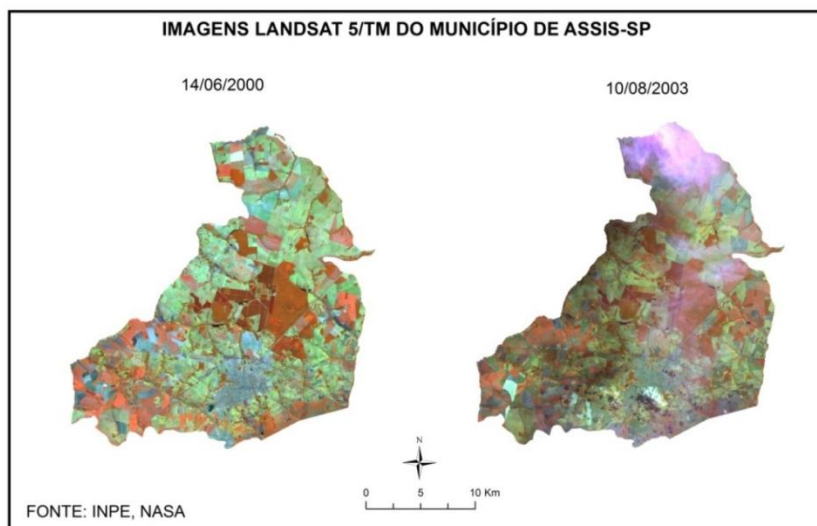 IMAGENS LANDSAT 5/TM DO MUNICÍPIO DE ASSIS-SP
14/06/2000
10/08/2003
N
0 5 10 Km
FONTE: INPE, NASA